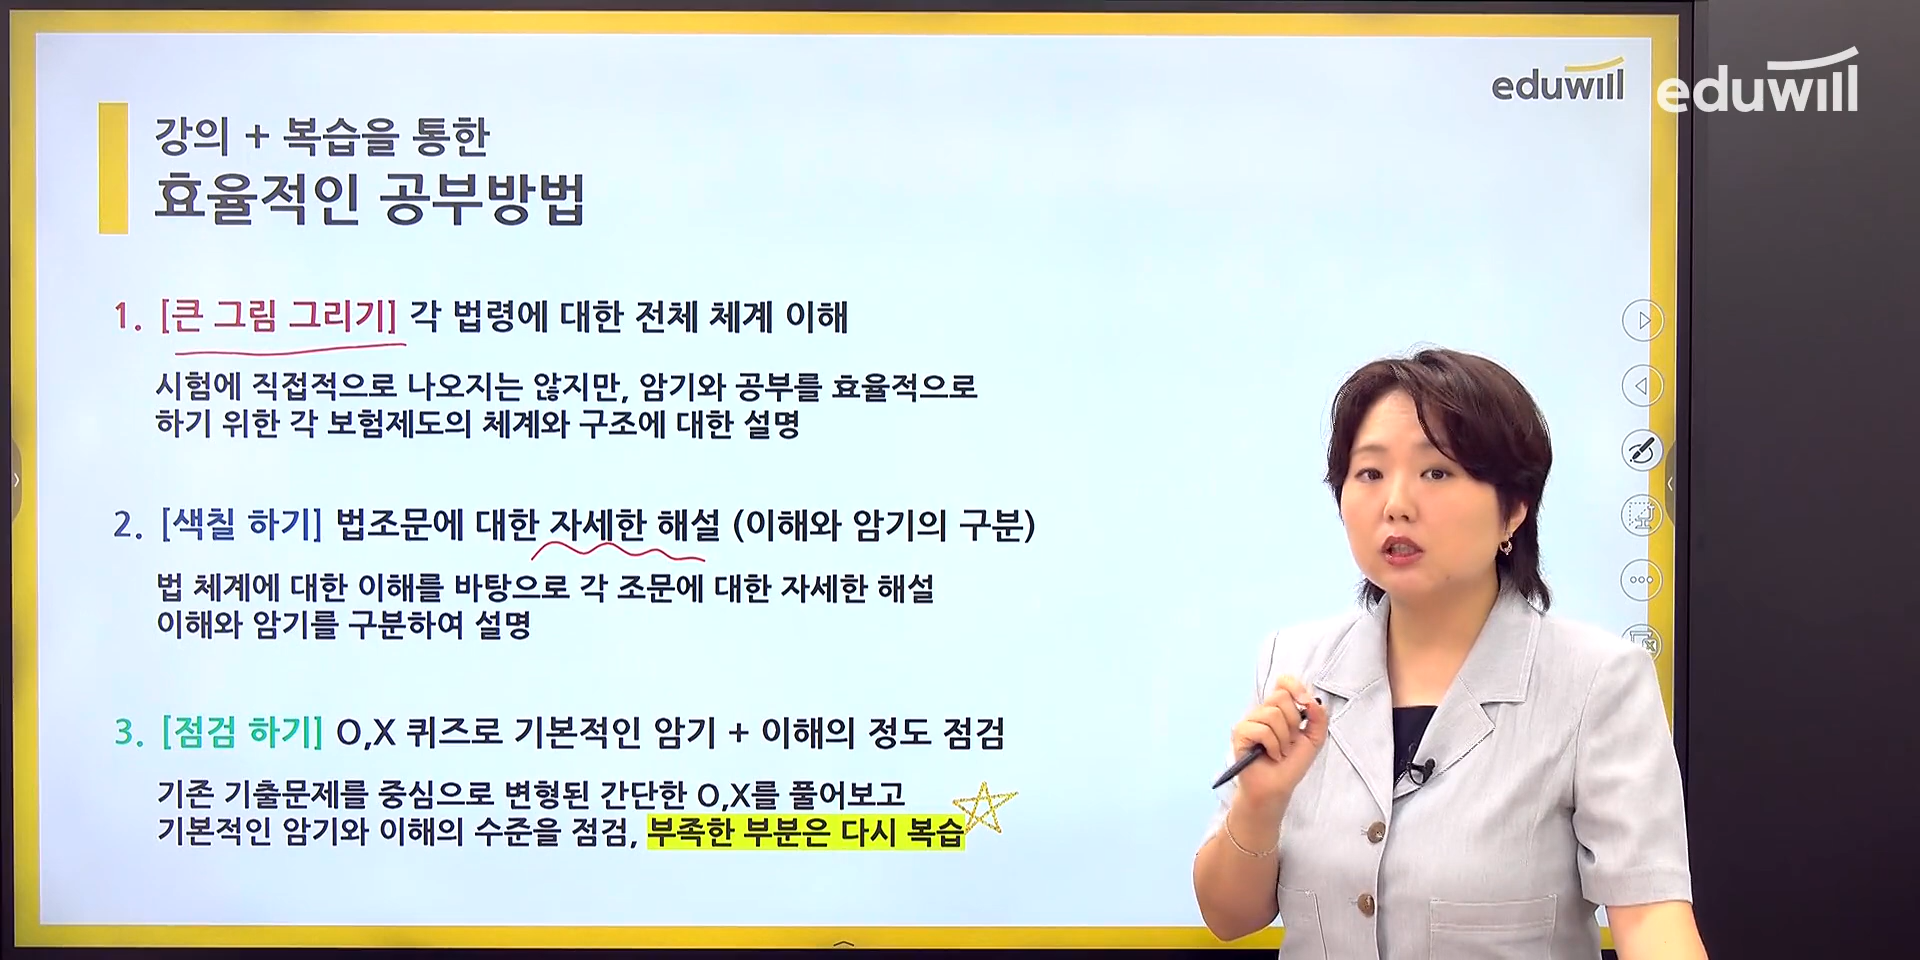 eduwill
eduwill
강의 + 복습을 통한
효율적인 공부방법
1. [큰 그림 그리기] 각 법령에 대한 전체 체계 이해
시험에 직접적으로 나오지는 않지만, 암기와 공부를 효율적으로
하기 위한 각 보험제도의 체계와 구조에 대한 설명
2. [색칠 하기] 법조문에 대한 자세한 해설 (이해와 암기의 구분)
법 체계에 대한 이해를 바탕으로 각 조문에 대한 자세한 해설
이해와 암기를 구분하여 설명
3. [점검 하기] O,X 퀴즈로 기본적인 암기 + 이해의 정도 점검
기존 기출문제를 중심으로 변형된 간단한 O,X를 풀어보고
기본적인 암기와 이해의 수준을 점검, 부족한 부분은 다시 복습